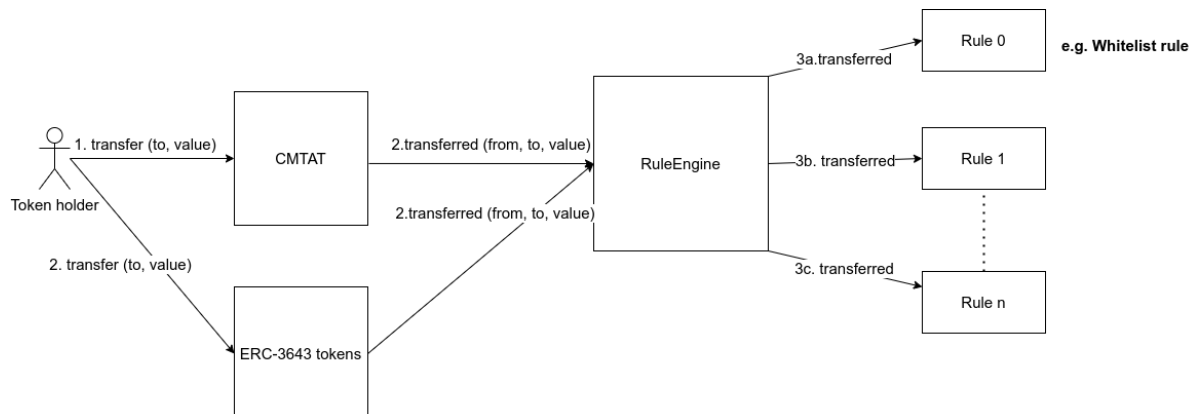 Rule 0
e.g. Whitelist rule
3a.transferred
1. transfer (to, value)
CMTAT
2.transferred (from, to, value)
RuleEngine
3b. transferred
Rule 1
Token holder
2.transferred (from, to, value)
2. transfer (to, value)
3c. transferred
Rule n
ERC-3643 tokens